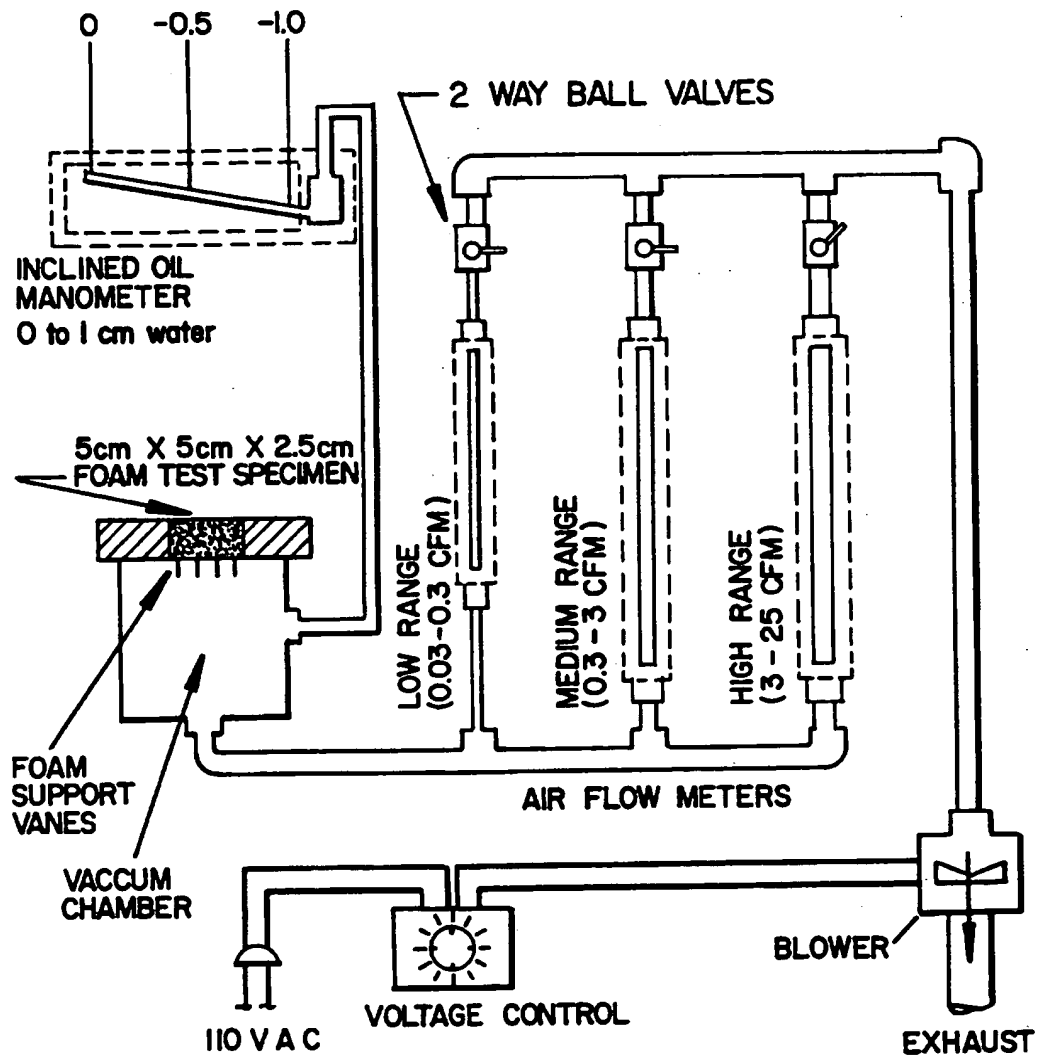 0 -0.5 -1.0
2 WAY BALL VALVES
INCLINED OIL
MANOMETER
0 to 1 cm water
5cm X 5cm X 2.5cm
FOAM TEST SPECIMEN
LOW RANGE
(0.03-0.3 CFM)
MEDIUM RANGE
(0.3-3 CFM)
HIGH RANGE
(3-25 CFM)
FOAM
SUPPORT
VANES
AIR FLOW METERS
VACCUM
CHAMBER
BLOWER
VOLTAGE CONTROL
110 V A C
EXHAUST